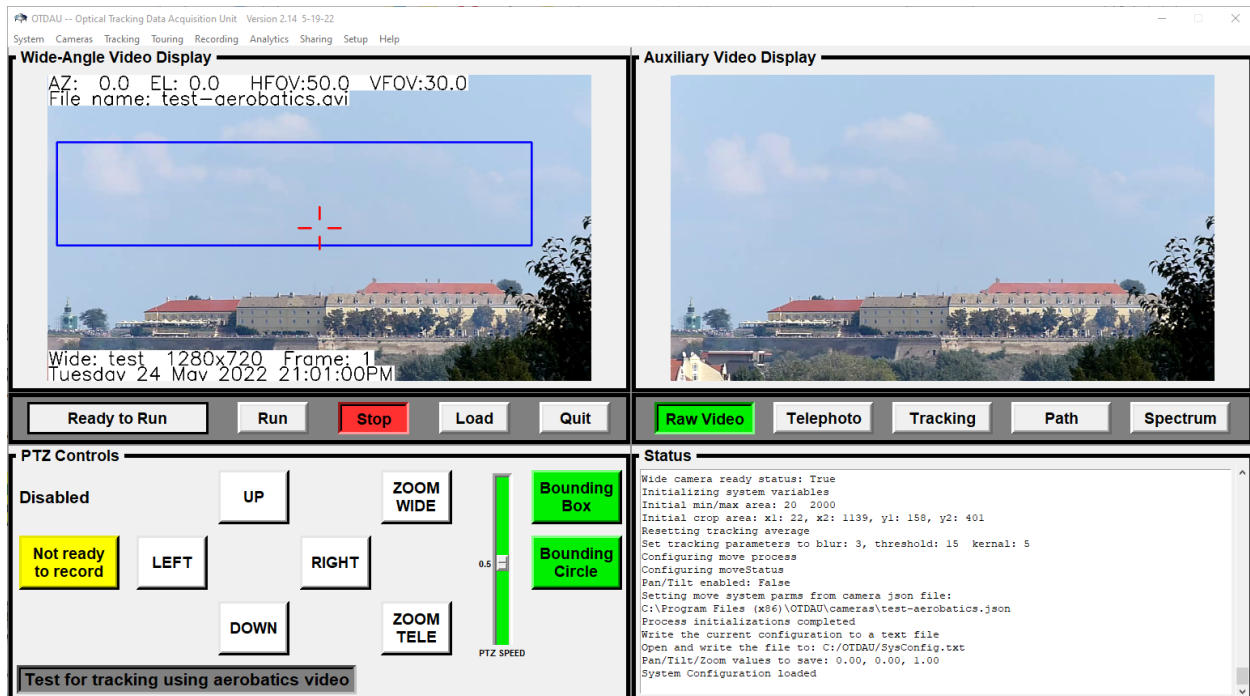 OTDAU -- Optical Tracking Data Acquisition Unit Version 2.14 5-19-22
System Cameras Tracking Touring Recording Analytics Sharing Setup Help
Wide-Angle Video Display
AZ: 0.0 EL: 0.0 HFOV:50.0 VFOV:30.0
File name: test-aerobatics.avi
Wide: test 1280x720 Frame: 1
Tuesday 24 May 2022 21:01:00PM
Auxiliary Video Display
Ready to Run Run Stop Load Quit
Raw Video Telephoto Tracking Path Spectrum
PTZ Controls
Disabled
UP
ZOOM
WIDE
Bounding
Box
Not ready
to record
LEFT
RIGHT
0.5
Bounding
Circle
DOWN
ZOOM
TELE
PTZ SPEED
Test for tracking using aerobatics video
Status
Wide camera ready status: True
Initializing system variables
Initial min/max area: 20 2000
Initial crop area: x1: 22, x2: 1139, y1: 158, y2: 401
Resetting tracking average
Set tracking parameters to blur: 3, threshold: 15 kernal: 5
Configuring move process
Configuring moveStatus
Pan/Tilt enabled: False
Setting move system parms from camera json file:
C:\Program Files (x86)\OTDAU\cameras\test-aerobatics.json
Process initializations completed
Write the current configuration to a text file
Open and write the file to: C:/OTDAU/SysConfig.txt
Pan/Tilt/Zoom values to save: 0.00, 0.00, 1.00
System Configuration loaded